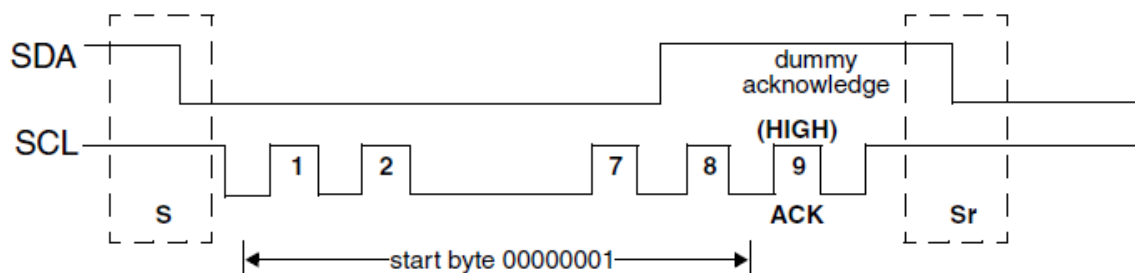 SDA
dummy
acknowledge
SCL
(HIGH)
1 2 7 8 9
S ACK Sr
start byte 00000001